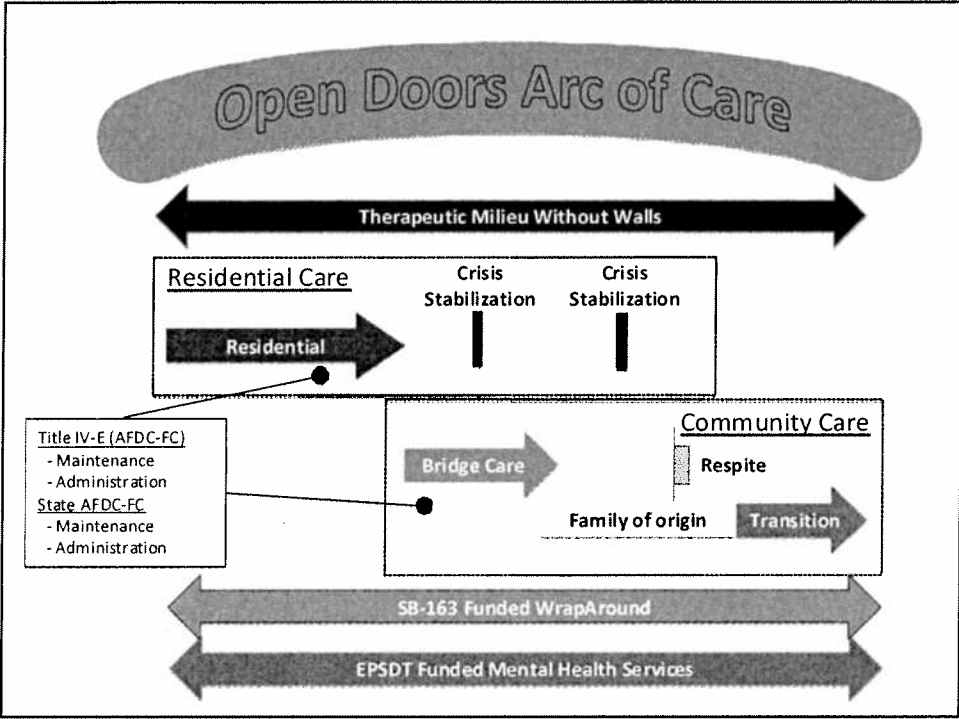 Open Doors Arc of Care
Therapeutic Milieu Without Walls
Residential Care
Crisis
Stabilization
Crisis
Stabilization
Residential
Title IV-E (AFDC-FC)
- Maintenance
- Administration
State AFDC-FC
- Maintenance
- Administration
Community Care
Bridge Care
Respite
Family of origin
Transition
SB-163 Funded WrapAround
EPSDT Funded Mental Health Services